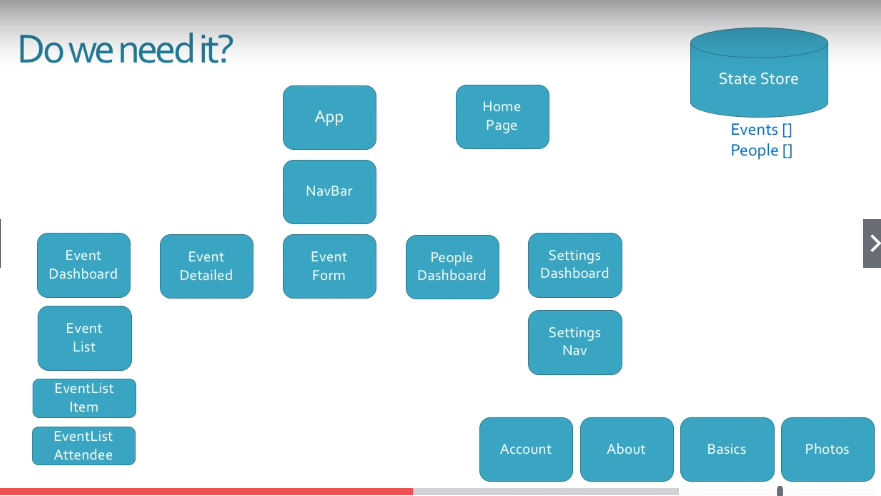 Do we need it?
State Store
Events []
People []
App
Home
Page
NavBar
Event
Dashboard
Event
Detailed
Event
Form
People
Dashboard
Settings
Dashboard
Event
List
Settings
Nav
EventList
Item
EventList
Attendee
Account
About
Basics
Photos